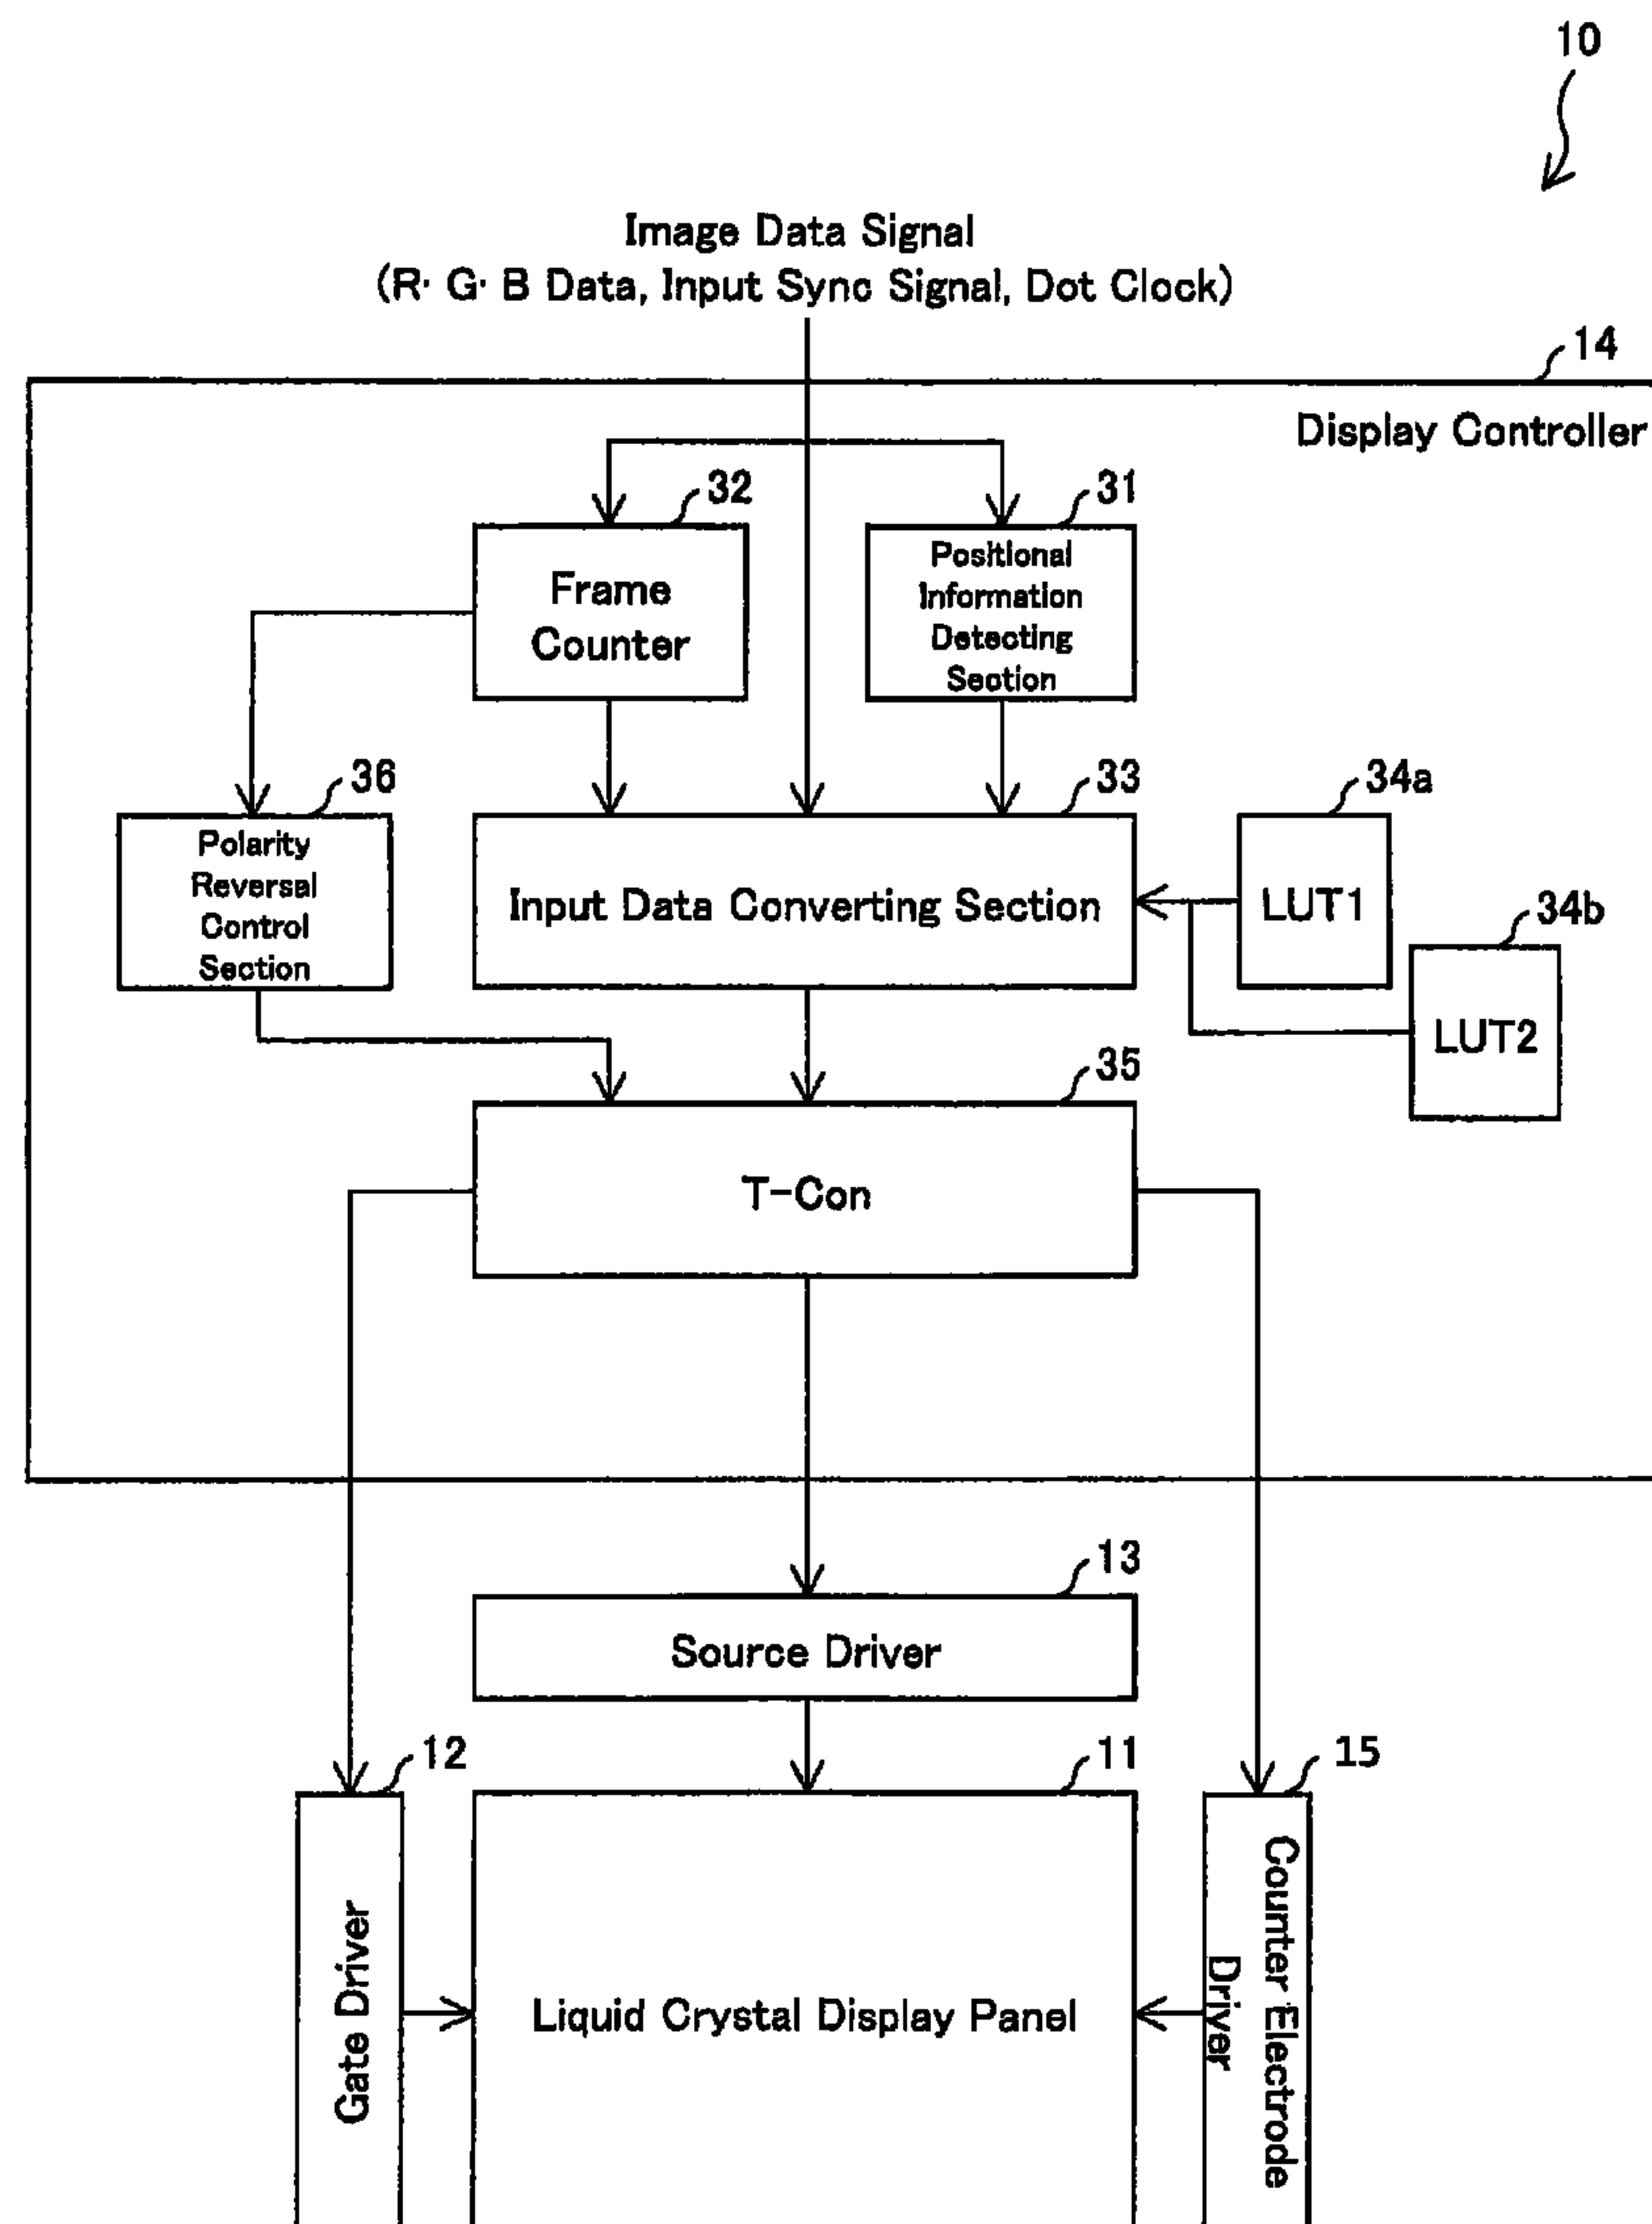 10
Image Data Signal
(R· G· B Data, Input Sync Signal, Dot Clock)
14
Display Controller
32
31
Frame
Counter
Positional
Information
Detecting
Section
36
33
34a
Polarity
Reversal
Control
Section
Input Data Converting Section
LUT1
34b
LUT2
35
T-Con
13
Source Driver
12
11
15
Gate Driver
Liquid Crystal Display Panel
Counter Electrode
Driver